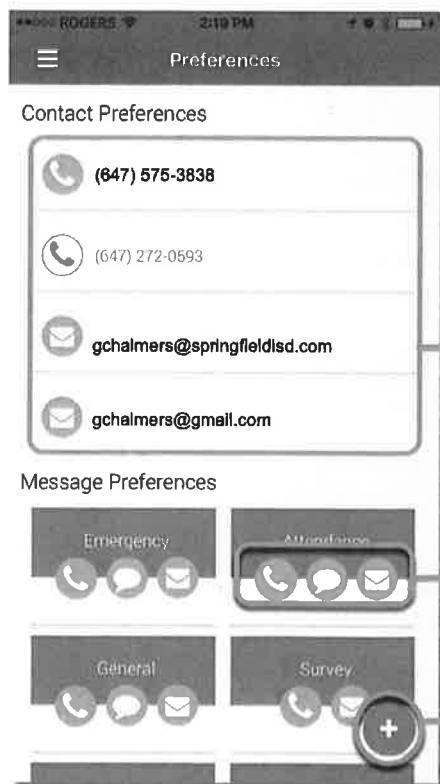 ROGERS 2:19 PM
Preferences
Contact Preferences
(647) 575-3838
(647) 272-0593
gchalmers@springfieldisd.com
gchalmers@gmail.com
Message Preferences
Emergency Attendance
General Survey
+